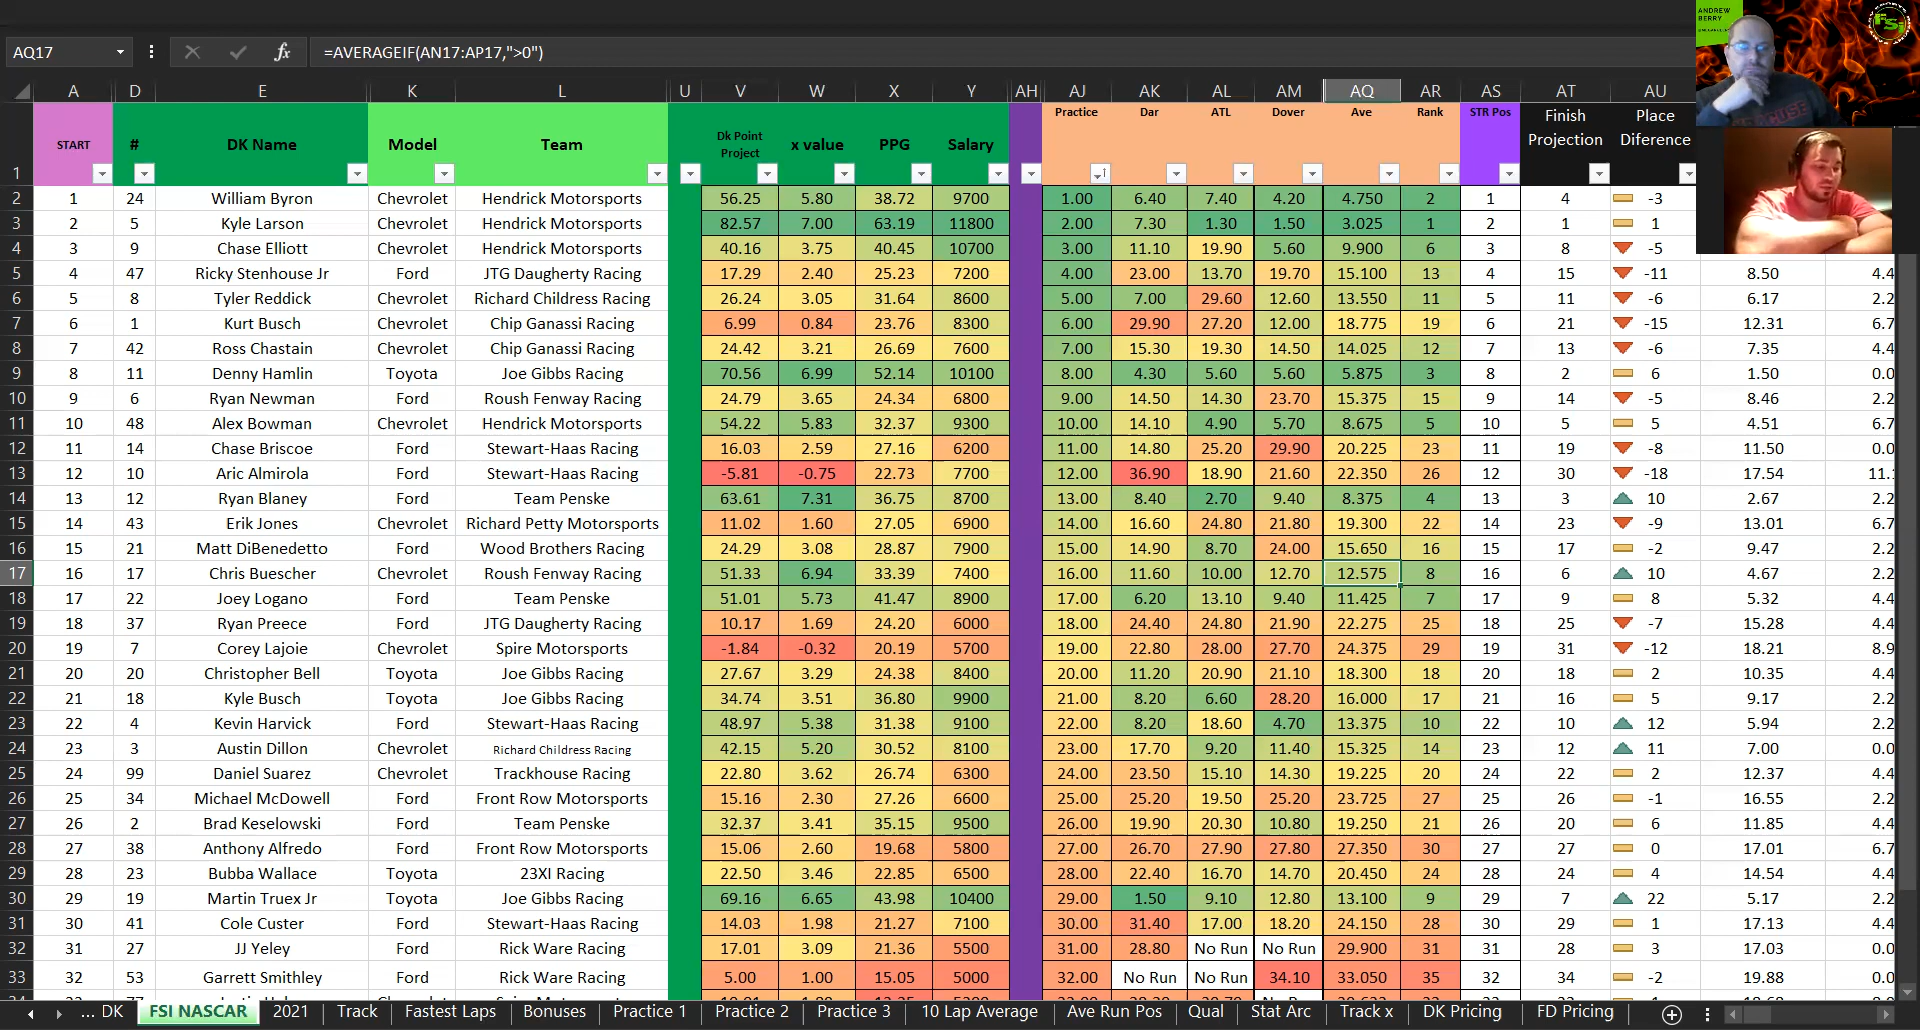 ANDREW
BERRY
FSi
AQ17 fx =AVERAGEIF(AN17:AP17,">0")
A D E K L U V W X Y AH AJ AK AL AM AQ AR AS AT AU
1 START # DK Name Model Team Dk Point Project x value PPG Salary Practice Dar ATL Dover Ave Rank STR Pos Finish Projection Place Diference
2 1 24 William Byron Chevrolet Hendrick Motorsports 56.25 5.80 38.72 9700 1.00 6.40 7.40 4.20 4.750 2 1 4 -3
3 2 5 Kyle Larson Chevrolet Hendrick Motorsports 82.57 7.00 63.19 11800 2.00 7.30 1.30 1.50 3.025 1 2 1 1
4 3 9 Chase Elliott Chevrolet Hendrick Motorsports 40.16 3.75 40.45 10700 3.00 11.10 19.90 5.60 9.900 6 3 8 -5
5 4 47 Ricky Stenhouse Jr Ford JTG Daugherty Racing 17.29 2.40 25.23 7200 4.00 23.00 13.70 19.70 15.100 13 4 15 -11 8.50 4.4
6 5 8 Tyler Reddick Chevrolet Richard Childress Racing 26.24 3.05 31.64 8600 5.00 7.00 29.60 12.60 13.550 11 5 11 -6 6.17 2.2
7 6 1 Kurt Busch Chevrolet Chip Ganassi Racing 6.99 0.84 23.76 8300 6.00 29.90 27.20 12.00 18.775 19 6 21 -15 12.31 6.7
8 7 42 Ross Chastain Chevrolet Chip Ganassi Racing 24.42 3.21 26.69 7600 7.00 15.30 19.30 14.50 14.025 12 7 13 -6 7.35 4.4
9 8 11 Denny Hamlin Toyota Joe Gibbs Racing 70.56 6.99 52.14 10100 8.00 4.30 5.60 5.60 5.875 3 8 2 6 1.50 0.0
10 9 6 Ryan Newman Ford Roush Fenway Racing 24.79 3.65 24.34 6800 9.00 14.50 14.30 23.70 15.375 15 9 14 -5 8.46 2.2
11 10 48 Alex Bowman Chevrolet Hendrick Motorsports 54.22 5.83 32.37 9300 10.00 14.10 4.90 5.70 8.675 5 10 5 5 4.51 6.7
12 11 14 Chase Briscoe Ford Stewart-Haas Racing 16.03 2.59 27.16 6200 11.00 14.80 25.20 29.90 20.225 23 11 19 -8 11.50 0.0
13 12 10 Aric Almirola Ford Stewart-Haas Racing -5.81 -0.75 22.73 7700 12.00 36.90 18.90 21.60 22.350 26 12 30 -18 17.54 11.
14 13 12 Ryan Blaney Ford Team Penske 63.61 7.31 36.75 8700 13.00 8.40 2.70 9.40 8.375 4 13 3 10 2.67 2.2
15 14 43 Erik Jones Chevrolet Richard Petty Motorsports 11.02 1.60 27.05 6900 14.00 16.60 24.80 21.80 19.300 22 14 23 -9 13.01 6.7
16 15 21 Matt DiBenedetto Ford Wood Brothers Racing 24.29 3.08 28.87 7900 15.00 14.90 8.70 24.00 15.650 16 15 17 -2 9.47 2.2
17 16 17 Chris Buescher Chevrolet Roush Fenway Racing 51.33 6.94 33.39 7400 16.00 11.60 10.00 12.70 12.575 8 16 6 10 4.67 2.2
18 17 22 Joey Logano Ford Team Penske 51.01 5.73 41.47 8900 17.00 6.20 13.10 9.40 11.425 7 17 9 8 5.32 4.4
19 18 37 Ryan Preece Ford JTG Daugherty Racing 10.17 1.69 24.20 6000 18.00 24.40 24.80 21.90 22.275 25 18 25 -7 15.28 4.4
20 19 7 Corey Lajoie Chevrolet Spire Motorsports -1.84 -0.32 20.19 5700 19.00 22.80 28.00 27.70 24.375 29 19 31 -12 18.21 8.9
21 20 20 Christopher Bell Toyota Joe Gibbs Racing 27.67 3.29 24.38 8400 20.00 11.20 20.90 21.10 18.300 18 20 18 2 10.35 4.4
22 21 18 Kyle Busch Toyota Joe Gibbs Racing 34.74 3.51 36.80 9900 21.00 8.20 6.60 28.20 16.000 17 21 16 5 9.17 2.2
23 22 4 Kevin Harvick Ford Stewart-Haas Racing 48.97 5.38 31.38 9100 22.00 8.20 18.60 4.70 13.375 10 22 10 12 5.94 2.2
24 23 3 Austin Dillon Chevrolet Richard Childress Racing 42.15 5.20 30.52 8100 23.00 17.70 9.20 11.40 15.325 14 23 12 11 7.00 0.0
25 24 99 Daniel Suarez Chevrolet Trackhouse Racing 22.80 3.62 26.74 6300 24.00 23.50 15.10 14.30 19.225 20 24 22 2 12.37 4.4
26 25 34 Michael McDowell Ford Front Row Motorsports 15.16 2.30 27.26 6600 25.00 25.20 19.50 25.20 23.725 27 25 26 -1 16.55 2.2
27 26 2 Brad Keselowski Ford Team Penske 32.37 3.41 35.15 9500 26.00 19.90 20.30 10.80 19.250 21 26 20 6 11.85 4.4
28 27 38 Anthony Alfredo Ford Front Row Motorsports 15.06 2.60 19.68 5800 27.00 26.70 27.90 27.80 27.350 30 27 27 0 17.01 6.7
29 28 23 Bubba Wallace Toyota 23XI Racing 22.50 3.46 22.85 6500 28.00 22.40 16.70 14.70 20.450 24 28 24 4 14.54 4.4
30 29 19 Martin Truex Jr Toyota Joe Gibbs Racing 69.16 6.65 43.98 10400 29.00 1.50 9.10 12.80 13.100 9 29 7 22 5.17 2.2
31 30 41 Cole Custer Ford Stewart-Haas Racing 14.03 1.98 21.27 7100 30.00 31.40 17.00 18.20 24.150 28 30 29 1 17.13 4.4
32 31 27 JJ Yeley Ford Rick Ware Racing 17.01 3.09 21.36 5500 31.00 28.80 No Run No Run 29.900 31 31 28 3 17.03 0.0
33 32 53 Garrett Smithley Ford Rick Ware Racing 5.00 1.00 15.05 5000 32.00 No Run No Run 34.10 33.050 35 32 34 -2 19.88 0.0
... DK FSI NASCAR 2021 Track Fastest Laps Bonuses Practice 1 Practice 2 Practice 3 10 Lap Average Ave Run Pos Qual Stat Arc Track x DK Pricing FD Pricing